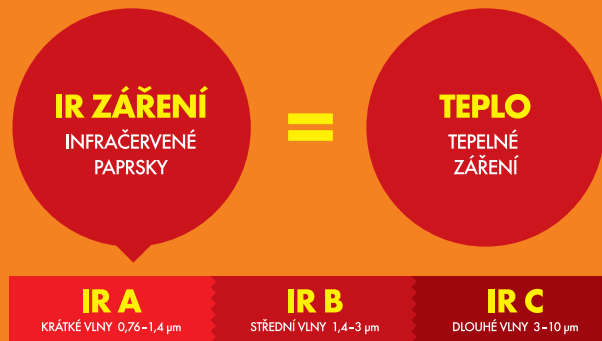 IR ZÁŘENÍ
INFRAČERVENÉ
PAPRSKY
=
TEPLO
TEPELNÉ
ZÁŘENÍ
IR A
KRÁTKÉ VLNY 0,76–1,4 µm
IR B
STŘEDNÍ VLNY 1,4–3 µm
IR C
DLOUHÉ VLNY 3–10 µm